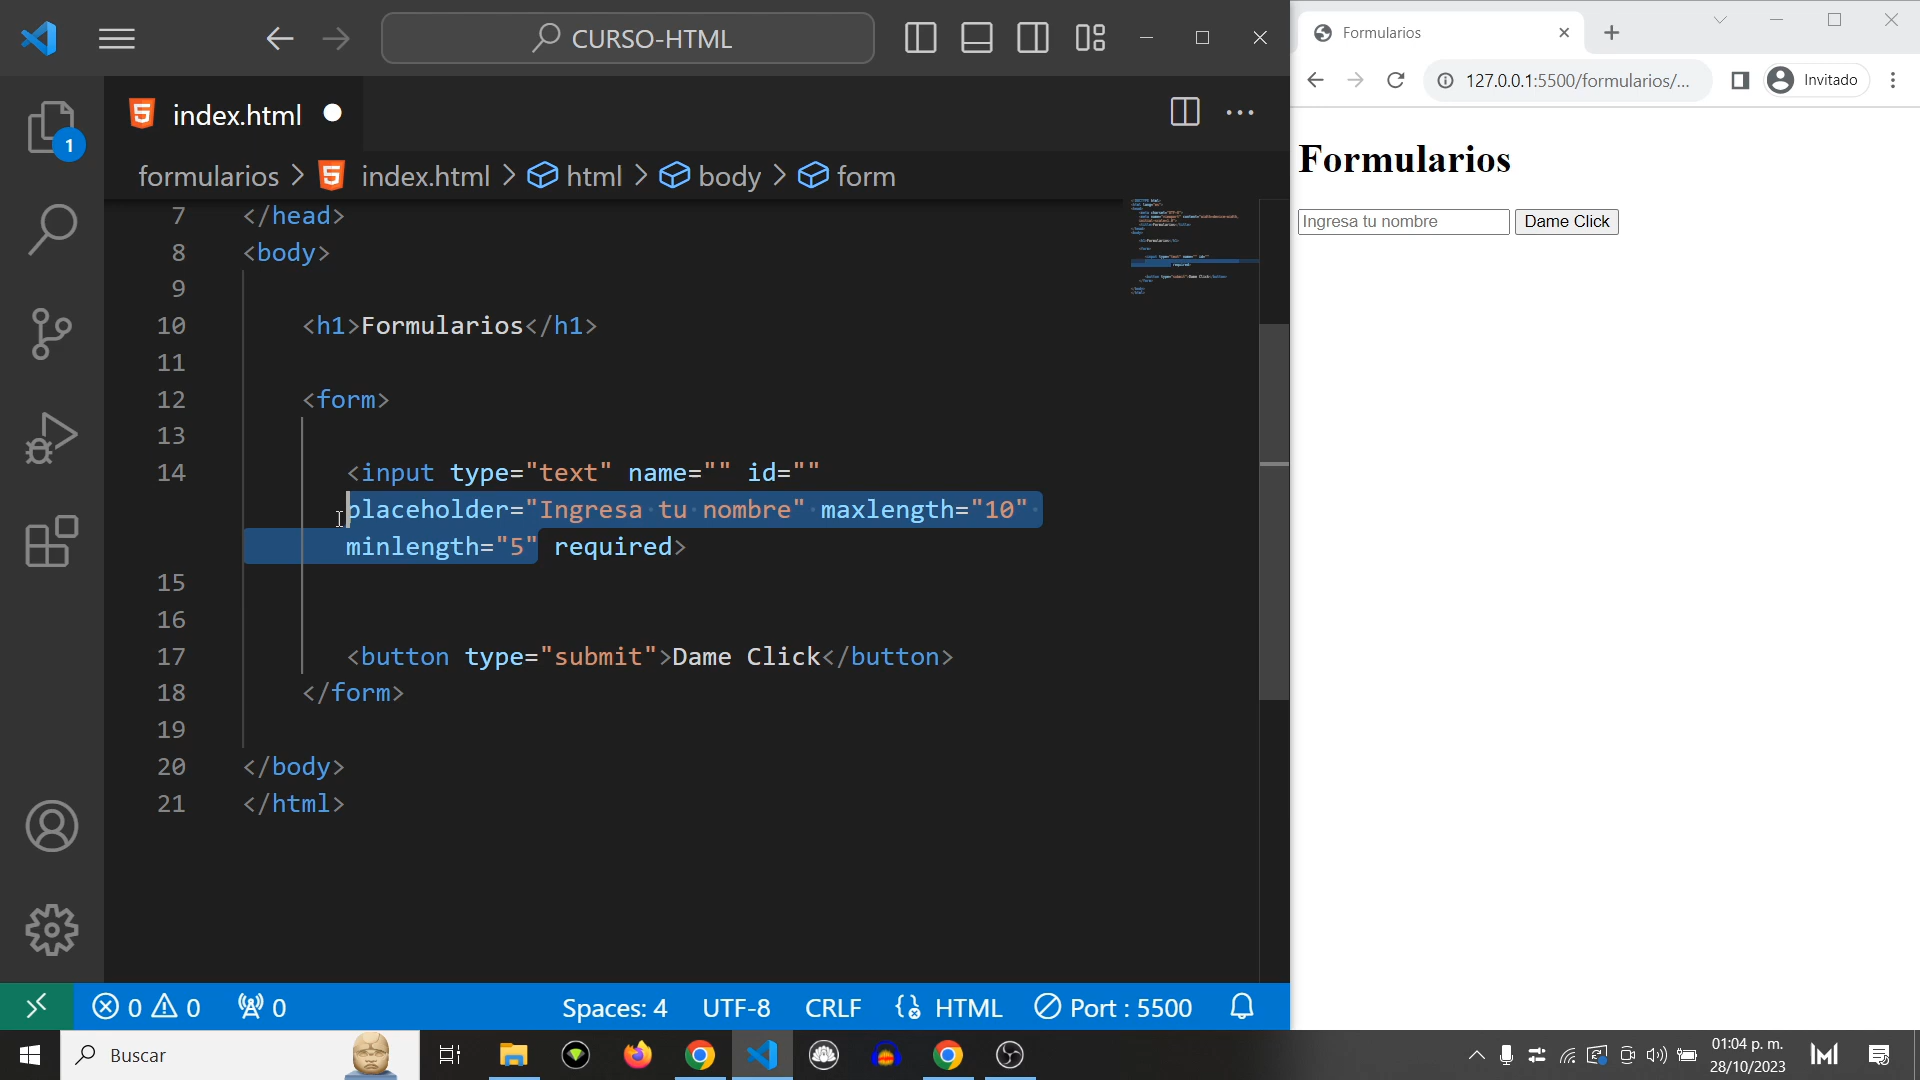 CURSO-HTML
index.html
1
formularios > index.html > html > body > form
7 </head>
8 <body>
9
10 <h1>Formularios</h1>
11
12 <form>
13
14 <input type="text" name="" id=""
placeholder="Ingresa tu nombre" maxlength="10"
minlength="5" required>
15
16
17 <button type="submit">Dame Click</button>
18 </form>
19
20 </body>
21 </html>
0 0 0
Spaces: 4 UTF-8 CRLF HTML Port : 5500
Formularios
127.0.0.1:5500/formularios/...
Invitado
Formularios
Ingresa tu nombre Dame Click
Buscar
01:04 p. m.
28/10/2023